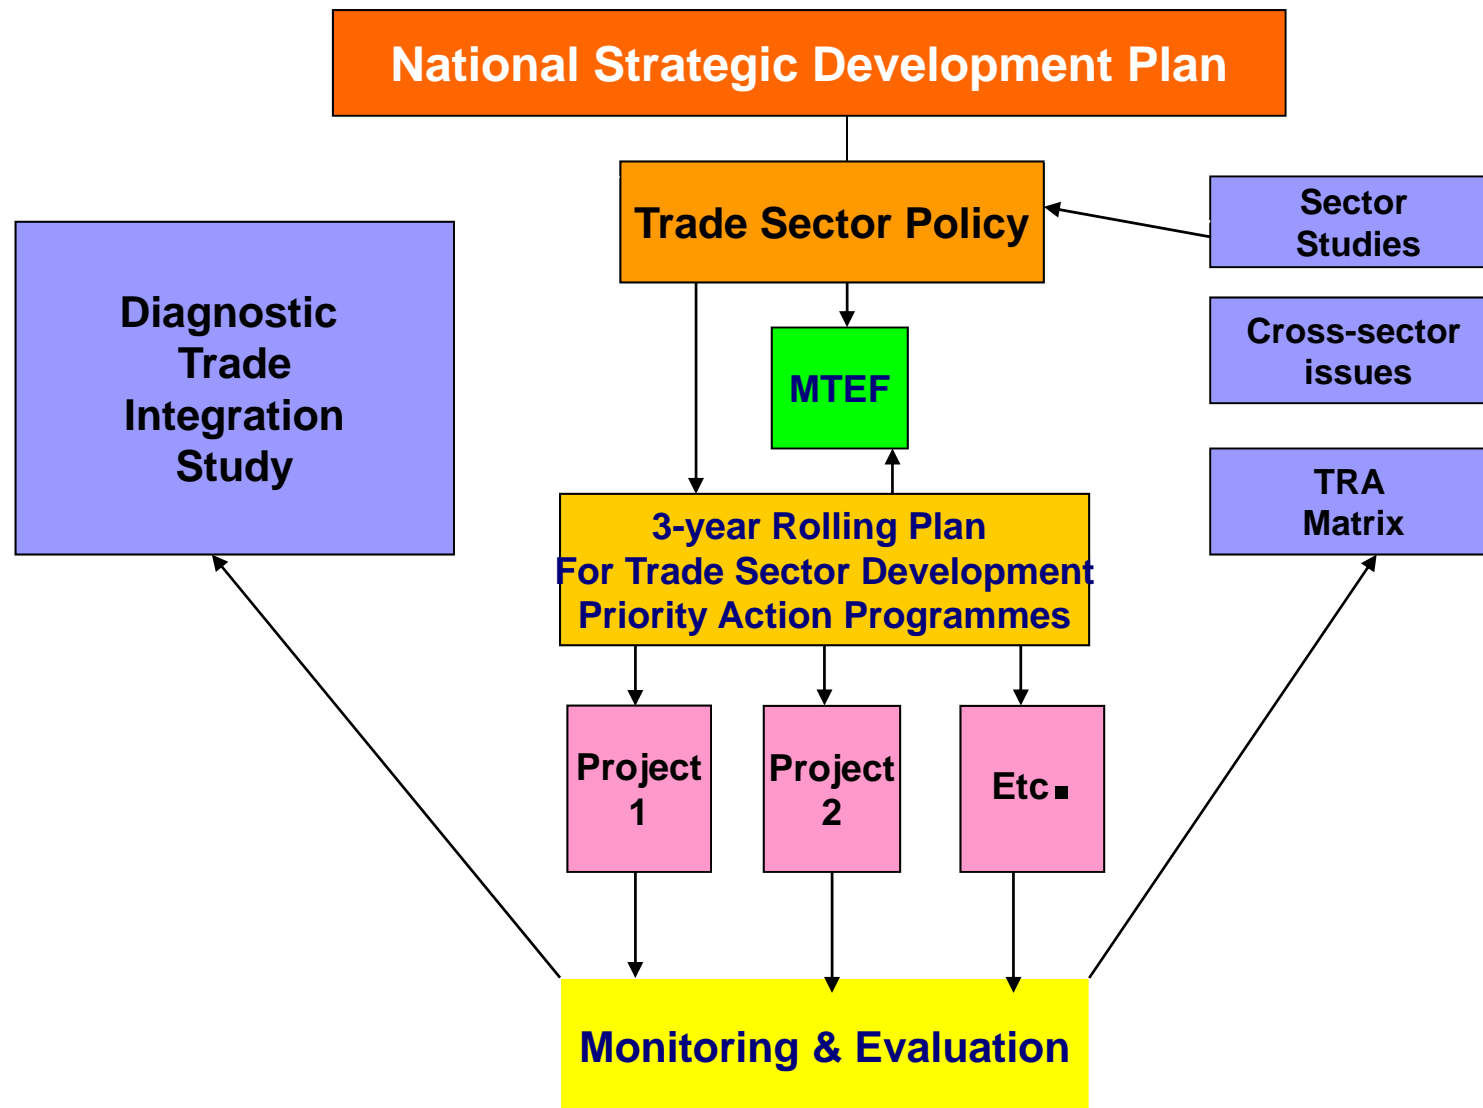 National Strategic Development Plan
Trade Sector Policy
Sector
Studies
Diagnostic
Trade
Integration
Study
Cross-sector
issues
MTEF
TRA
Matrix
3-year Rolling Plan
For Trade Sector Development
Priority Action Programmes
Project
1
Project
2
Etc.
Monitoring & Evaluation